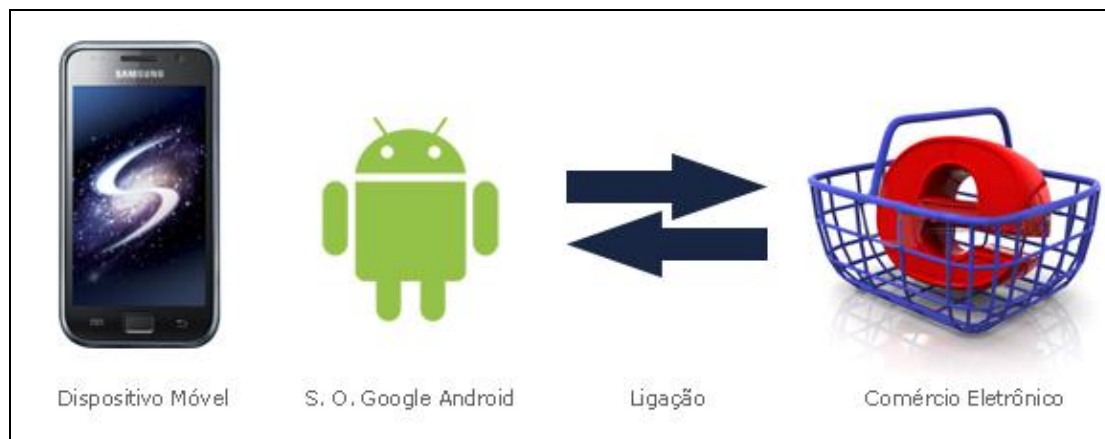 SAMSUNG
Dispositivo Móvel
S. O. Google Android
Ligação
Comércio Eletrônico